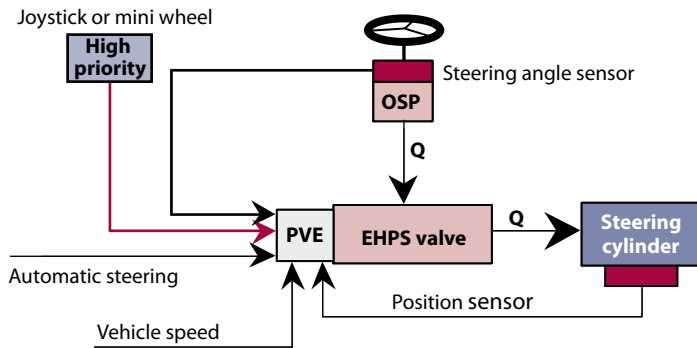 Joystick or mini wheel
High
priority
Steering angle sensor
OSP
Q
PVE
EHPS valve
Q
Steering
cylinder
Automatic steering
Position sensor
Vehicle speed